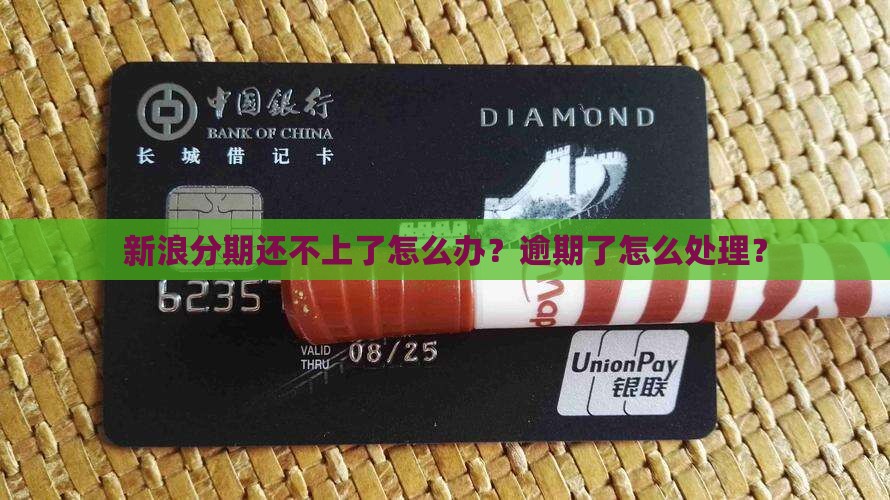 中国银行
BANK OF CHINA
长城借记卡
DIAMOND
新浪分期还不上了怎么办？逾期了怎么处理？
6235
VALID
THRU
08/25
UnionPay
银联